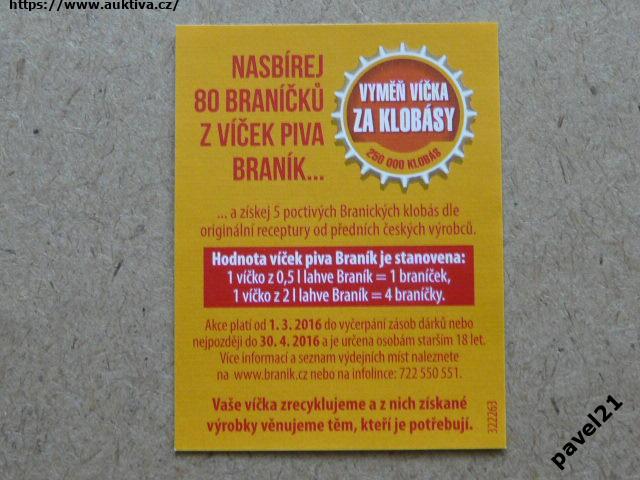 https://www.auktiva.cz/
NASBÍREJ
80 BRANÍČKŮ
Z VÍČEK PIVA
BRANÍK...
VYMĚŇ VÍČKA
ZA KLOBÁSY
250 000 KLOBÁS
... a získej 5 poctivých Branických klobás dle
originální receptury od předních českých výrobců.
Hodnota víček piva Braník je stanovena:
1 víčko z 0,5 l lahve Braník = 1 braníček,
1 víčko z 2 l lahve Braník = 4 braníčky.
Akce platí od 1. 3. 2016 do vyčerpání zásob dárků nebo
nejpozději do 30. 4. 2016 a je určena osobám starším 18 let.
Více informací a seznam výdejních míst naleznete
na www.branik.cz nebo na infolince: 722 550 551.
Vaše víčka zrecyklujeme a z nich získané
výrobky věnujeme těm, kteří je potřebují.
322263
pavel21